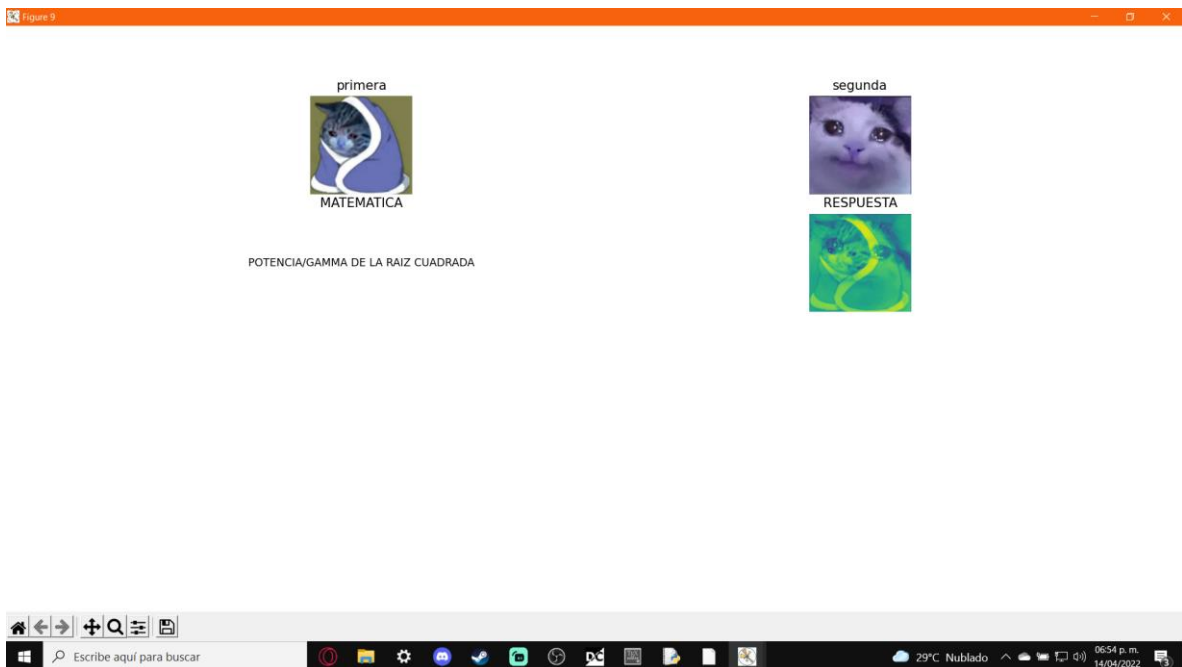 Figure 9
primera
segunda
MATEMATICA
RESPUESTA
POTENCIA/GAMMA DE LA RAIZ CUADRADA
Escribe aquí para buscar
29°C Nublado
06:54 p. m.
14/04/2022